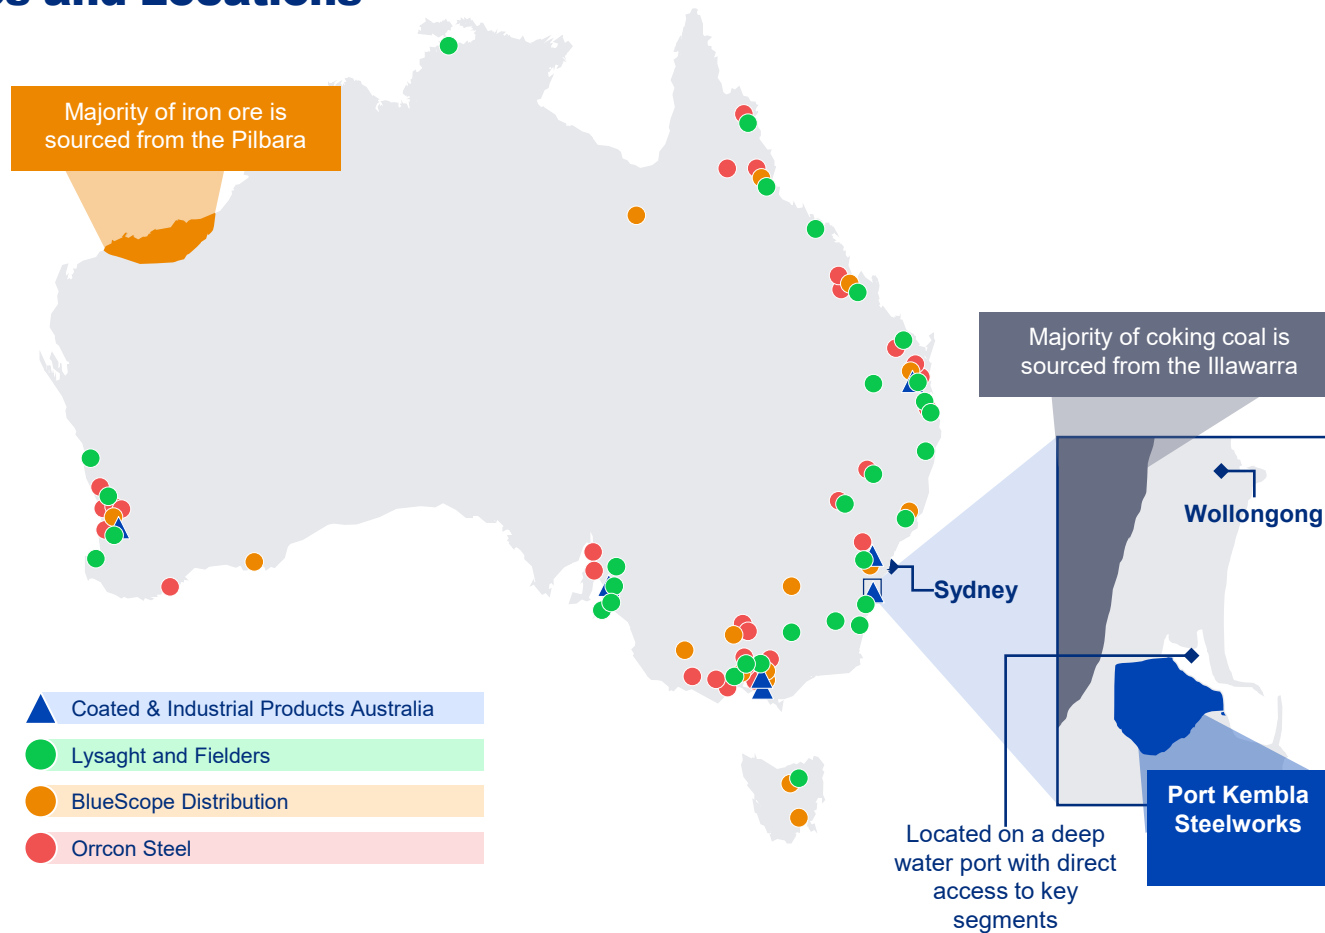 and Locations
Majority of iron ore is
sourced from the Pilbara
Majority of coking coal is
sourced from the Illawarra
Wollongong
Sydney
Coated & Industrial Products Australia
Lysaght and Fielders
BlueScope Distribution
Orrcon Steel
Port Kembla
Steelworks
Located on a deep
water port with direct
access to key
segments